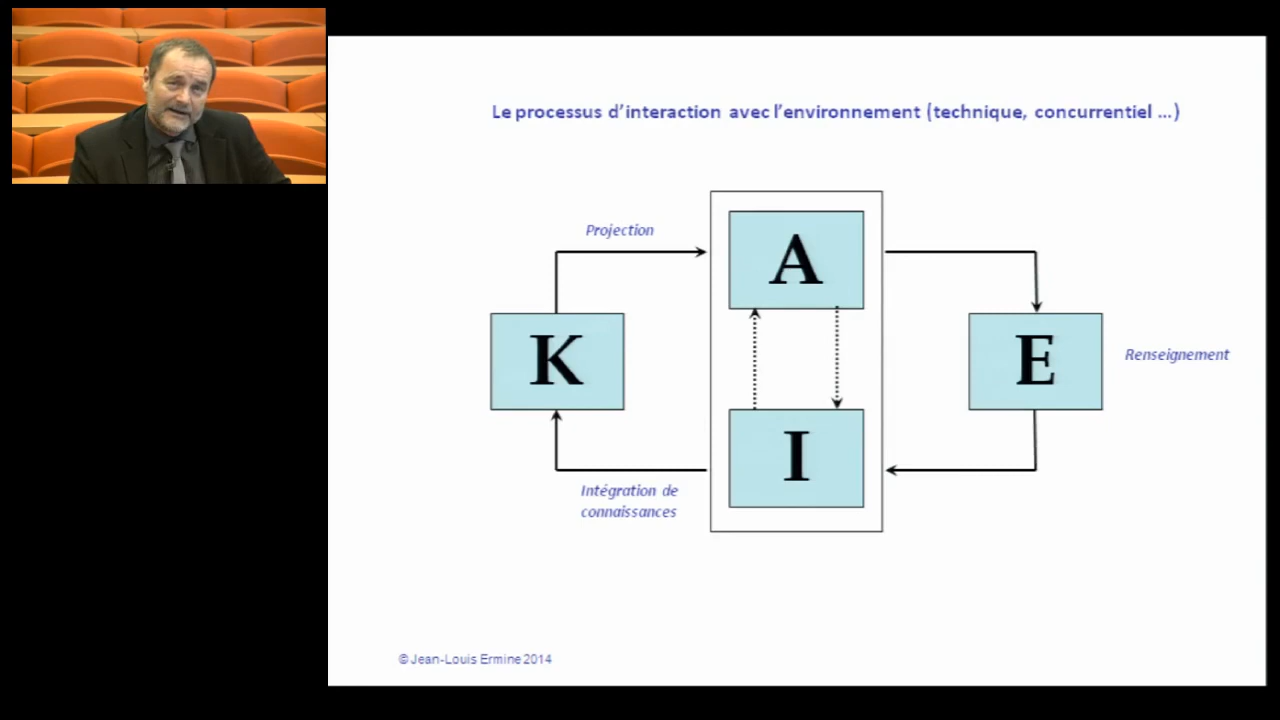 Le processus d'interaction avec l'environnement (technique, concurrentiel ...)
Projection
A
K
E
Renseignement
I
Intégration de
connaissances
© Jean-Louis Ermine 2014